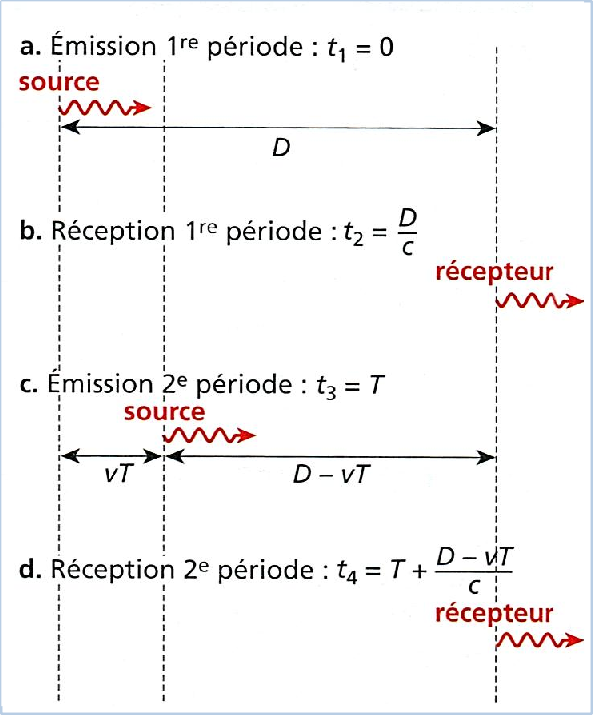 a. Émission 1re période : t1 = 0
source
D
b. Réception 1re période : t2 = D/c
récepteur
c. Émission 2e période : t3 = T
source
vT
D – vT
d. Réception 2e période : t4 = T + (D – vT)/c
récepteur